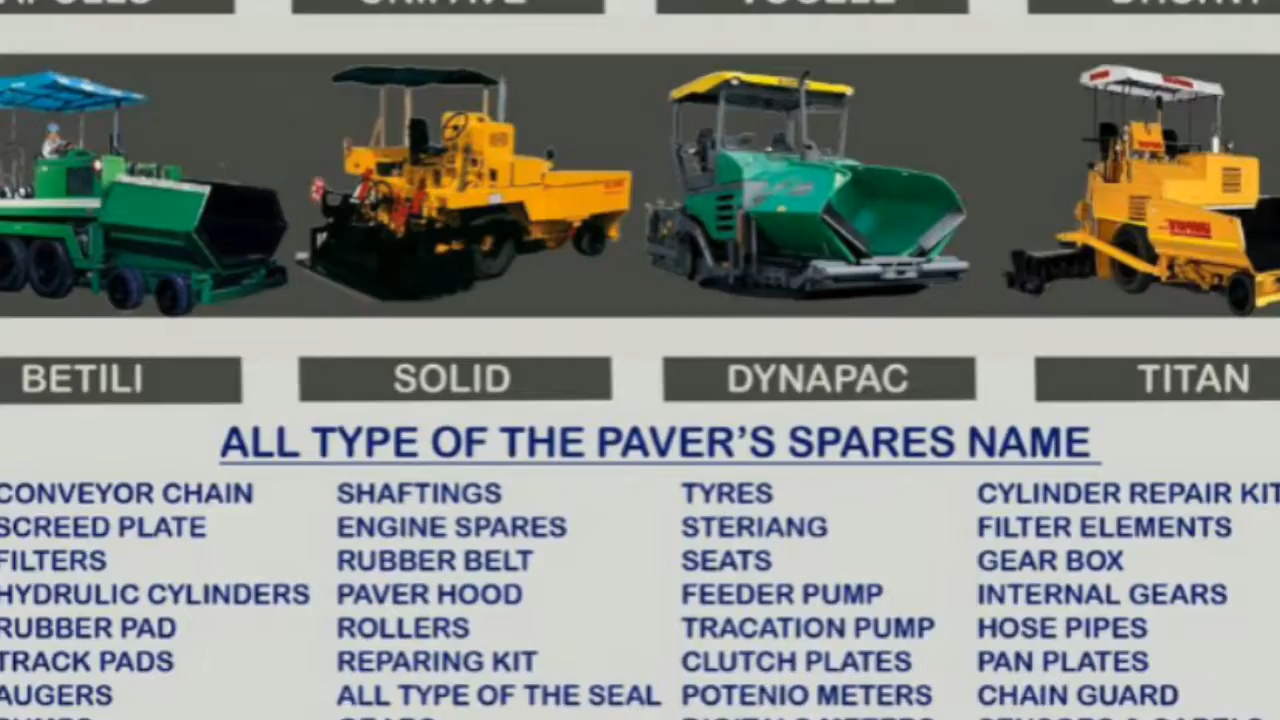 BETILI SOLID DYNAPAC TITAN
ALL TYPE OF THE PAVER'S SPARES NAME
CONVEYOR CHAIN SHAFTINGS TYRES CYLINDER REPAIR KIT
SCREED PLATE ENGINE SPARES STERIANG FILTER ELEMENTS
FILTERS RUBBER BELT SEATS GEAR BOX
HYDRULIC CYLINDERS PAVER HOOD FEEDER PUMP INTERNAL GEARS
RUBBER PAD ROLLERS TRACATION PUMP HOSE PIPES
TRACK PADS REPARING KIT CLUTCH PLATES PAN PLATES
AUGERS ALL TYPE OF THE SEAL POTENIO METERS CHAIN GUARD